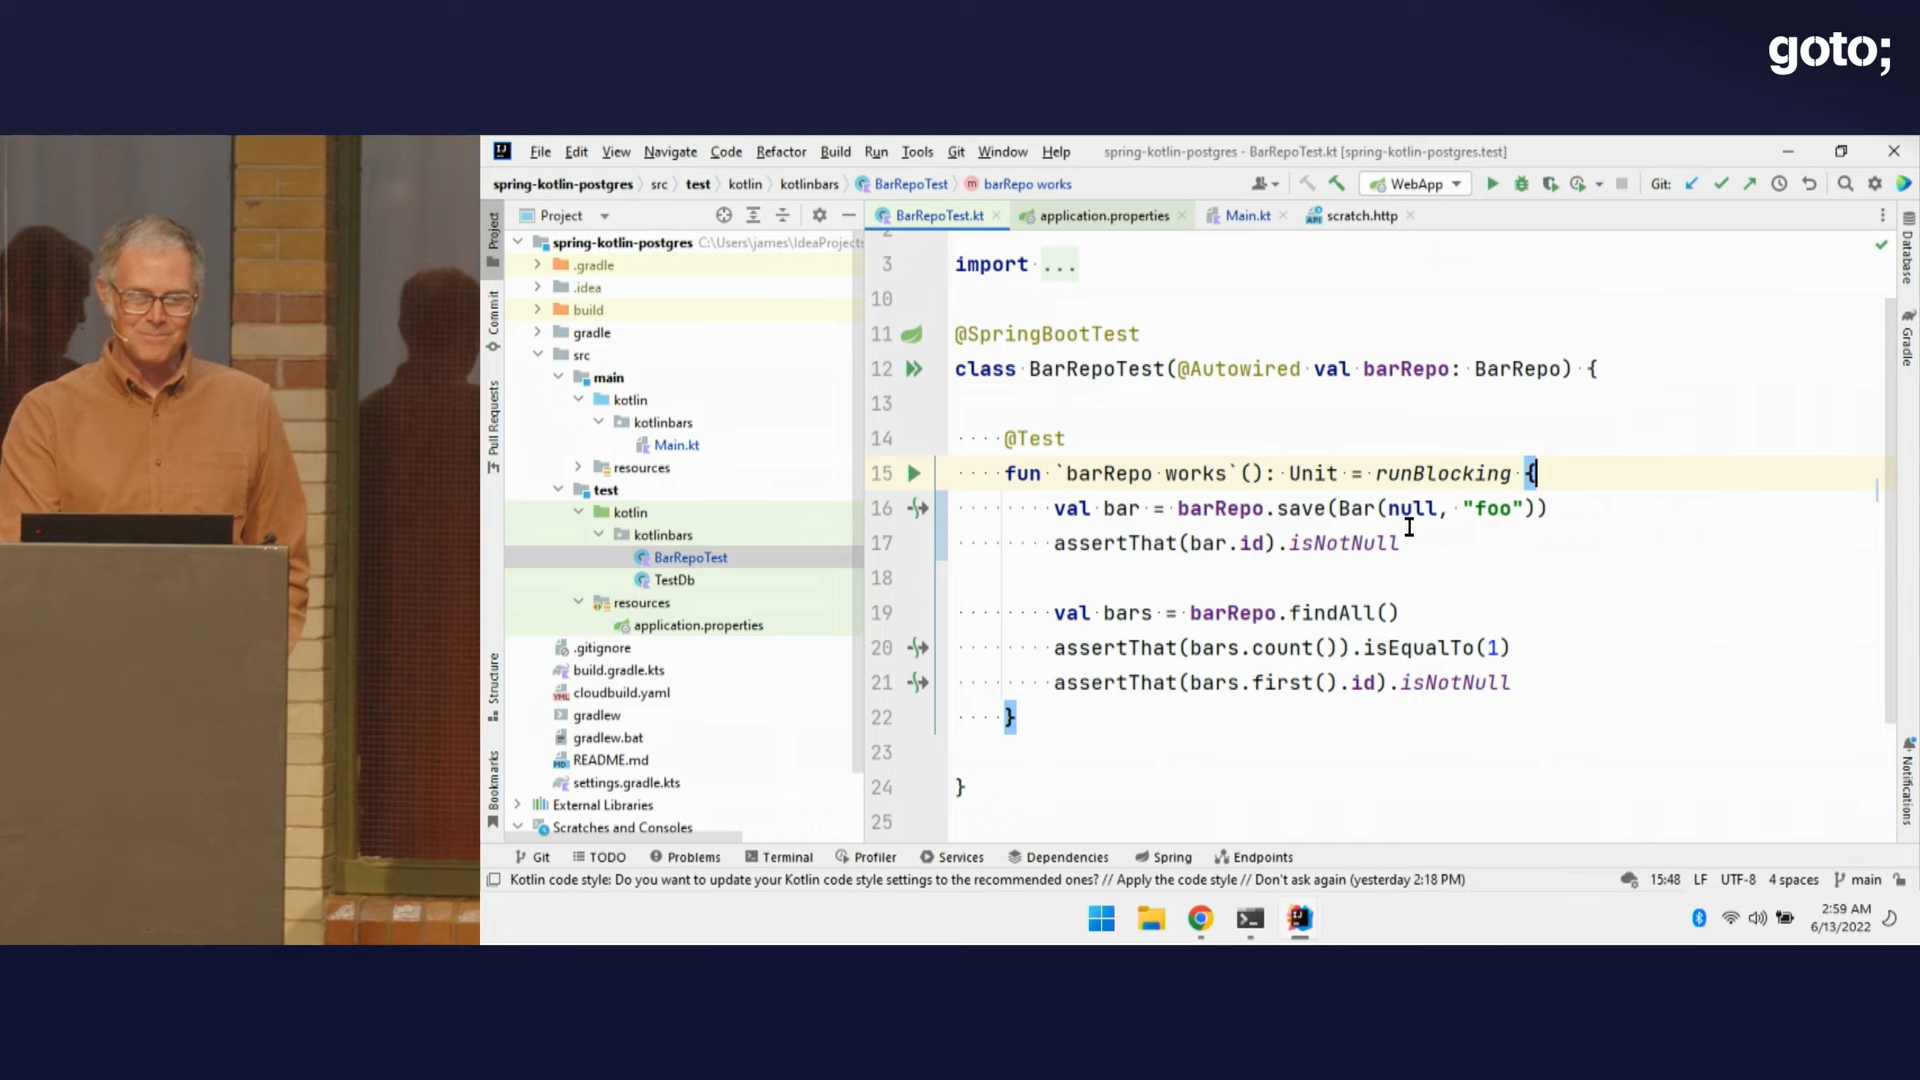 goto;
File Edit View Navigate Code Refactor Build Run Tools Git Window Help spring-kotlin-postgres - BarRepoTest.kt [spring-kotlin-postgres.test]
spring-kotlin-postgres src test kotlin kotlinbars BarRepoTest barRepo works WebApp Git:
Project
BarRepoTest.kt application.properties Main.kt scratch.http
Project
Commit
Pull Requests
Structure
Bookmarks
spring-kotlin-postgres C:\Users\james\IdeaProjects
.gradle
.idea
build
gradle
src
main
kotlin
kotlinbars
Main.kt
resources
test
kotlin
kotlinbars
BarRepoTest
TestDb
resources
application.properties
.gitignore
build.gradle.kts
cloudbuild.yaml
gradlew
gradlew.bat
README.md
settings.gradle.kts
External Libraries
Scratches and Consoles
2
3 import ...
10
11 @SpringBootTest
12 class BarRepoTest(@Autowired val barRepo: BarRepo) {
13
14 @Test
15 fun `barRepo works`(): Unit = runBlocking {
16 val bar = barRepo.save(Bar(null, "foo"))
17 assertThat(bar.id).isNotNull
18
19 val bars = barRepo.findAll()
20 assertThat(bars.count()).isEqualTo(1)
21 assertThat(bars.first().id).isNotNull
22 }
23
24 }
25
Database
Gradle
Notifications
Git TODO Problems Terminal Profiler Services Dependencies Spring Endpoints
Kotlin code style: Do you want to update your Kotlin code style settings to the recommended ones? // Apply the code style // Don't ask again (yesterday 2:18 PM) 15:48 LF UTF-8 4 spaces main
2:59 AM
6/13/2022